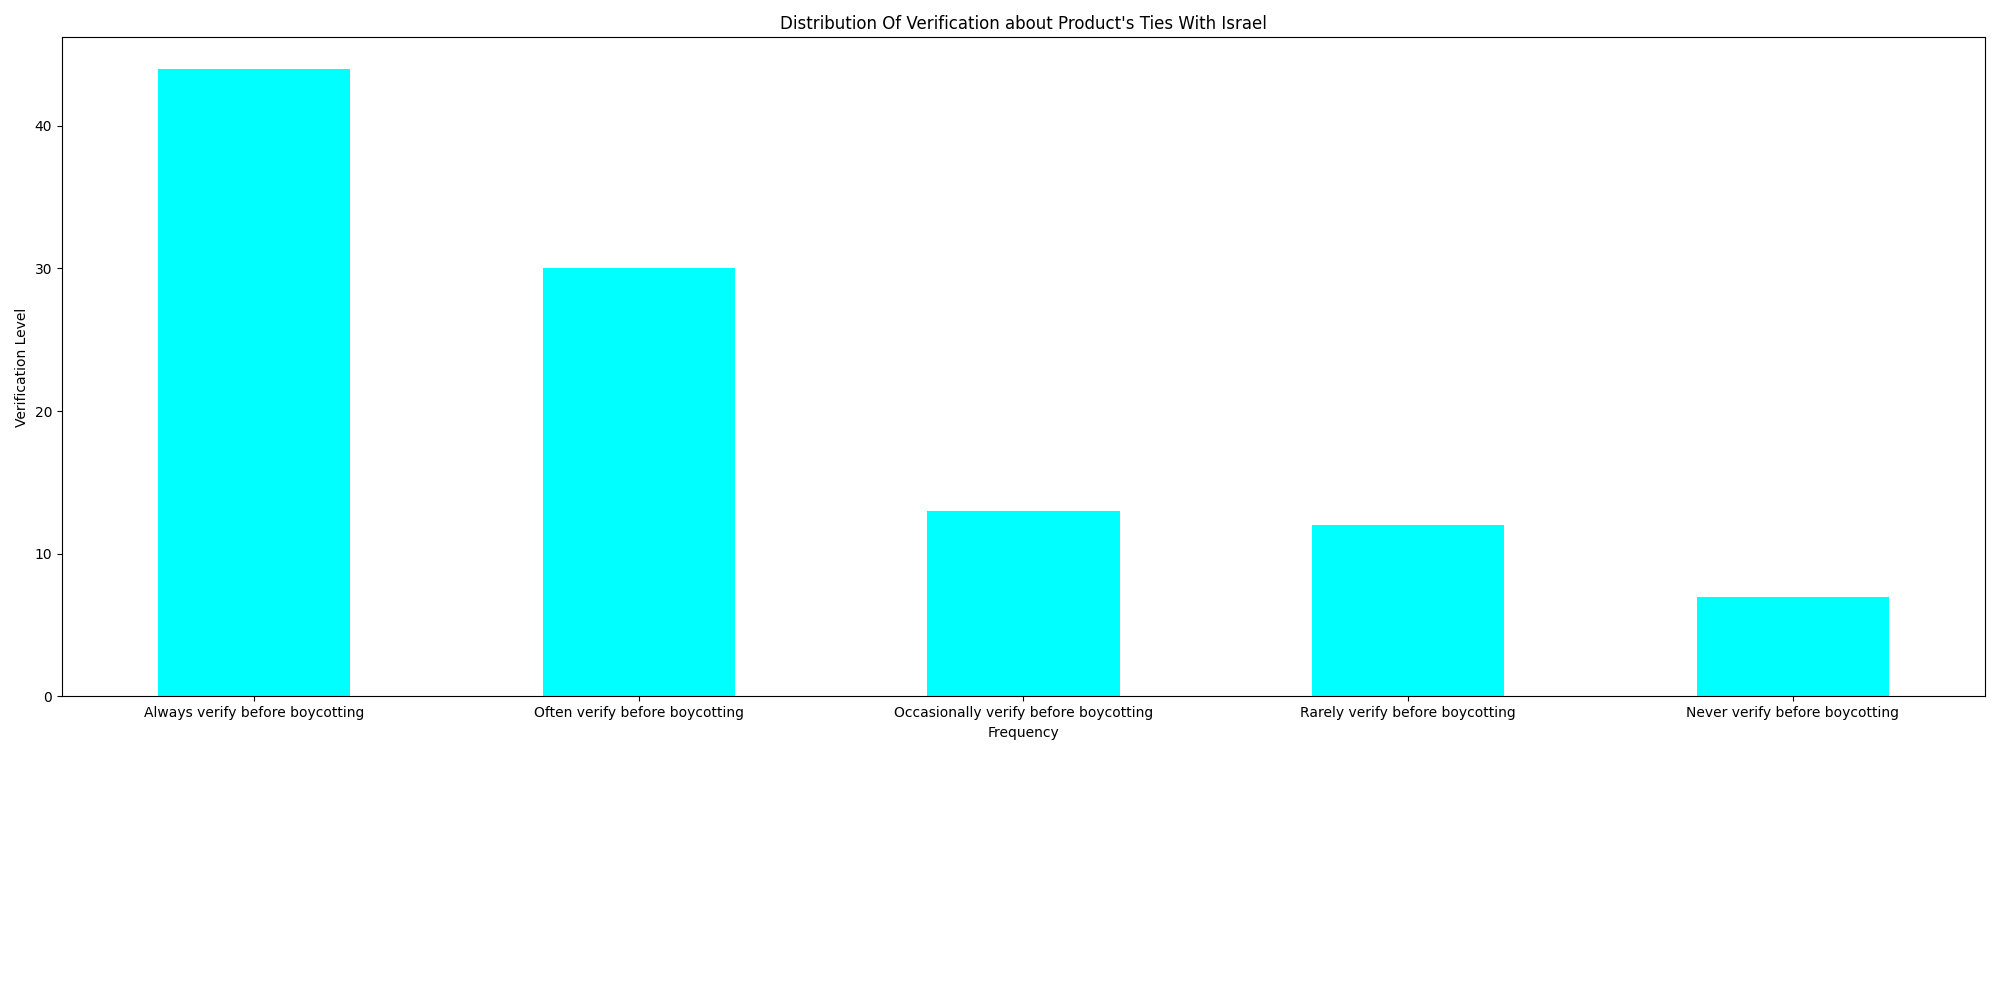 Distribution Of Verification about Product's Ties With Israel
Verification Level
40
30
20
10
0
Always verify before boycotting
Often verify before boycotting
Occasionally verify before boycotting
Rarely verify before boycotting
Never verify before boycotting
Frequency